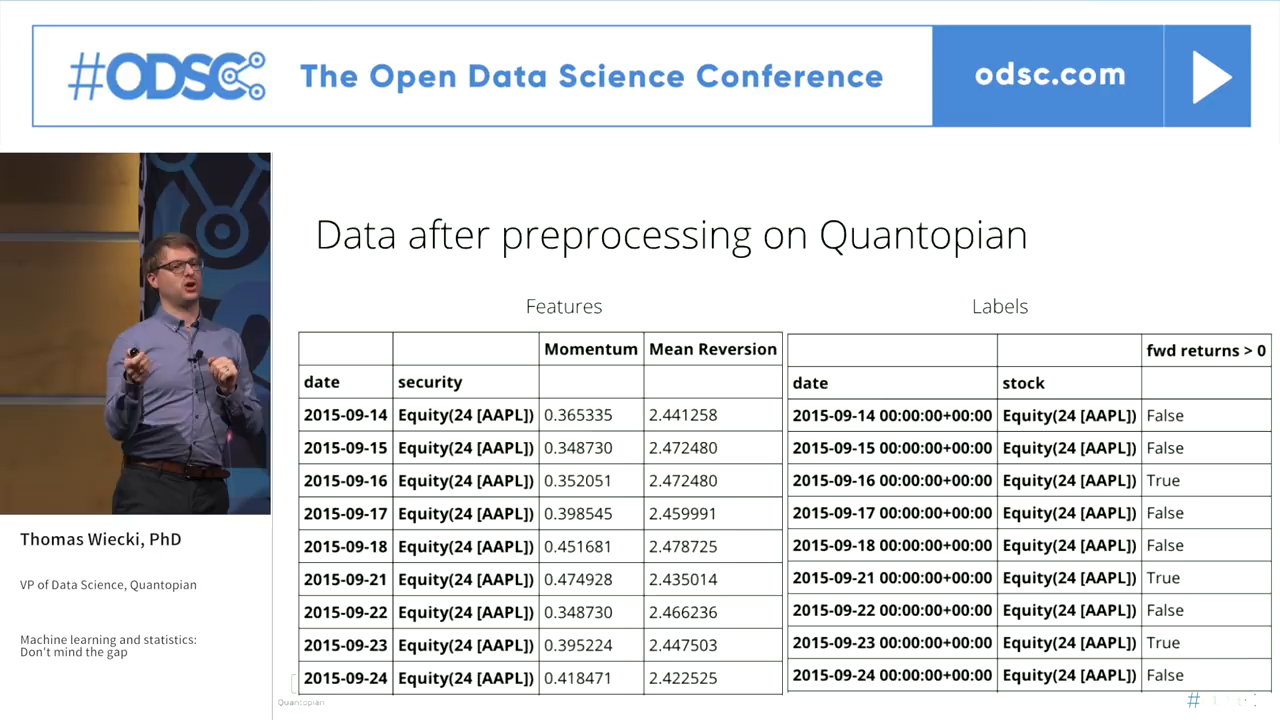 #ODSC
The Open Data Science Conference
odsc.com
Data after preprocessing on Quantopian
Features
Labels
Momentum Mean Reversion
date security
2015-09-14 Equity(24 [AAPL]) 0.365335 2.441258
2015-09-15 Equity(24 [AAPL]) 0.348730 2.472480
2015-09-16 Equity(24 [AAPL]) 0.352051 2.472480
2015-09-17 Equity(24 [AAPL]) 0.398545 2.459991
2015-09-18 Equity(24 [AAPL]) 0.451681 2.478725
2015-09-21 Equity(24 [AAPL]) 0.474928 2.435014
2015-09-22 Equity(24 [AAPL]) 0.348730 2.466236
2015-09-23 Equity(24 [AAPL]) 0.395224 2.447503
2015-09-24 Equity(24 [AAPL]) 0.418471 2.422525
fwd returns > 0
date stock
2015-09-14 00:00:00+00:00 Equity(24 [AAPL]) False
2015-09-15 00:00:00+00:00 Equity(24 [AAPL]) False
2015-09-16 00:00:00+00:00 Equity(24 [AAPL]) True
2015-09-17 00:00:00+00:00 Equity(24 [AAPL]) False
2015-09-18 00:00:00+00:00 Equity(24 [AAPL]) False
2015-09-21 00:00:00+00:00 Equity(24 [AAPL]) True
2015-09-22 00:00:00+00:00 Equity(24 [AAPL]) False
2015-09-23 00:00:00+00:00 Equity(24 [AAPL]) True
2015-09-24 00:00:00+00:00 Equity(24 [AAPL]) False
Thomas Wiecki, PhD
VP of Data Science, Quantopian
Machine learning and statistics:
Don't mind the gap
Quantopian
#